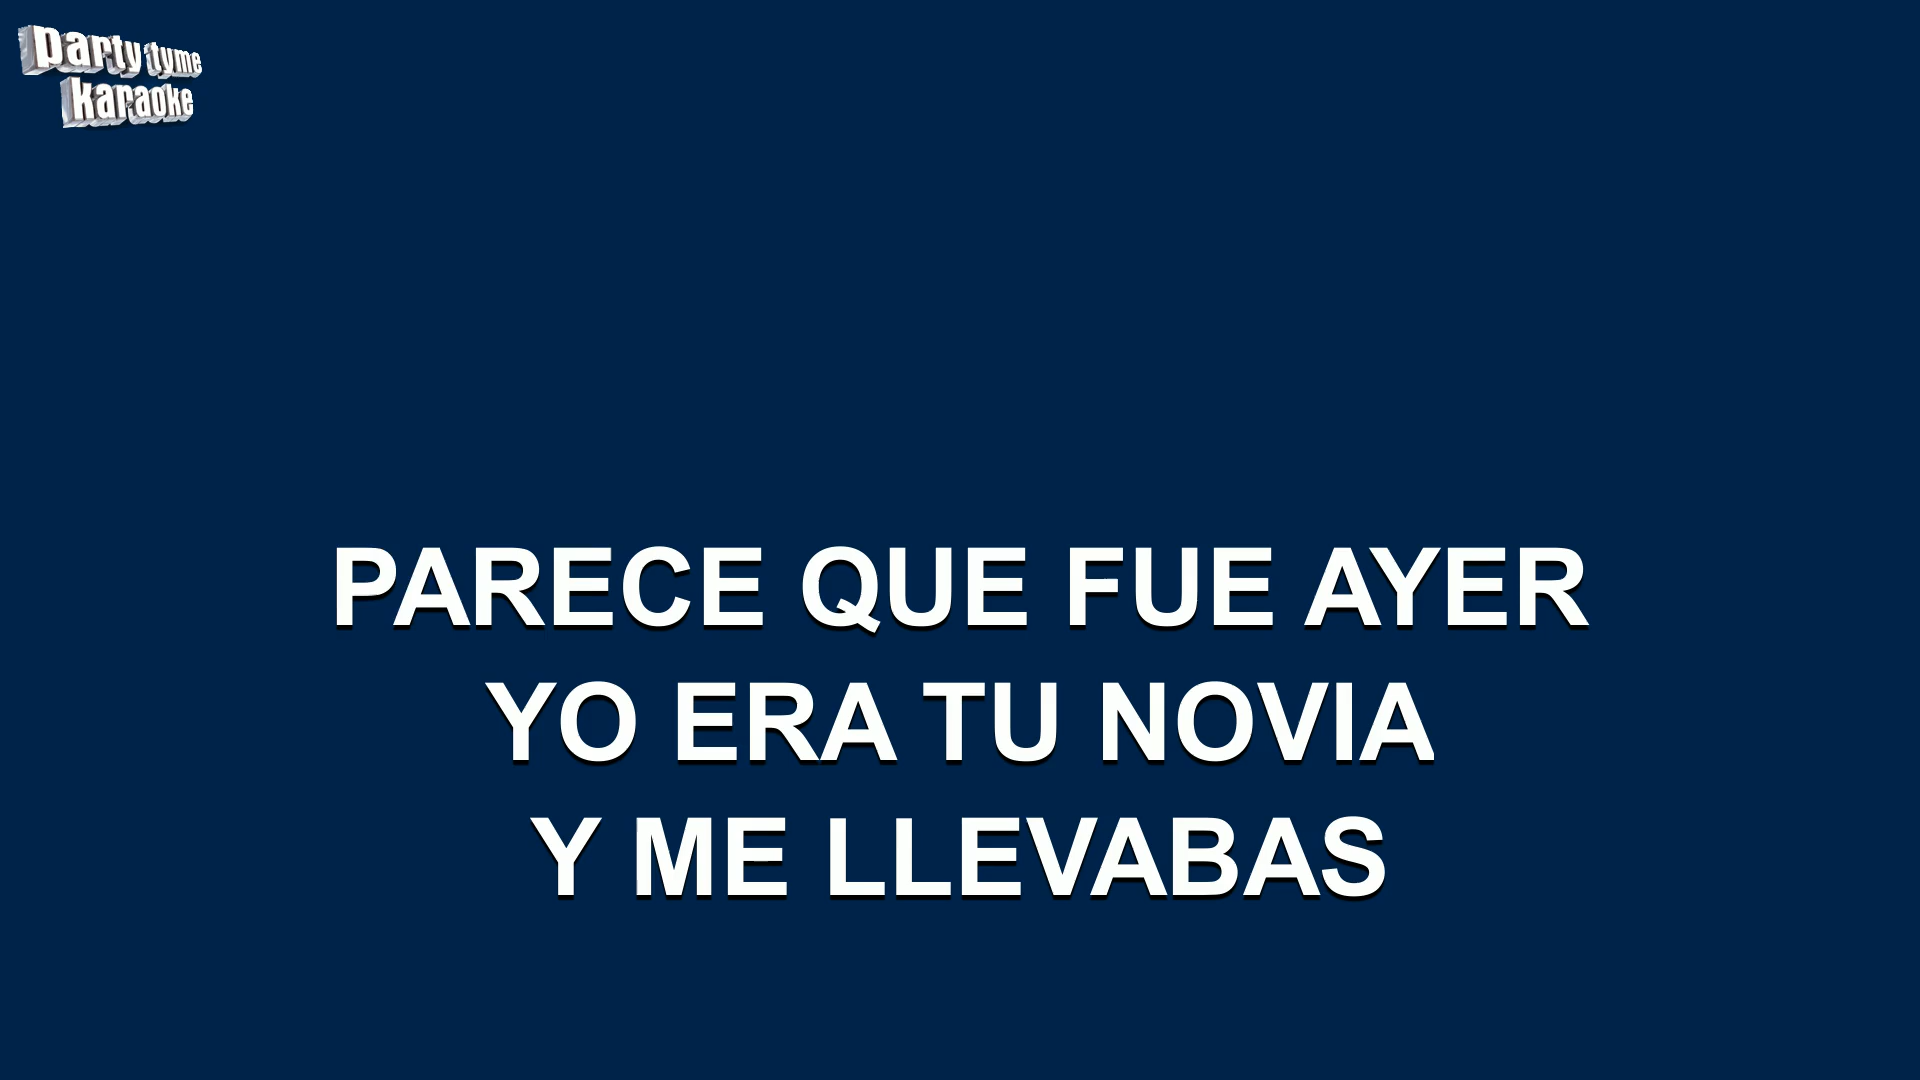 party tyme
karaoke
PARECE QUE FUE AYER
YO ERA TU NOVIA
Y ME LLEVABAS